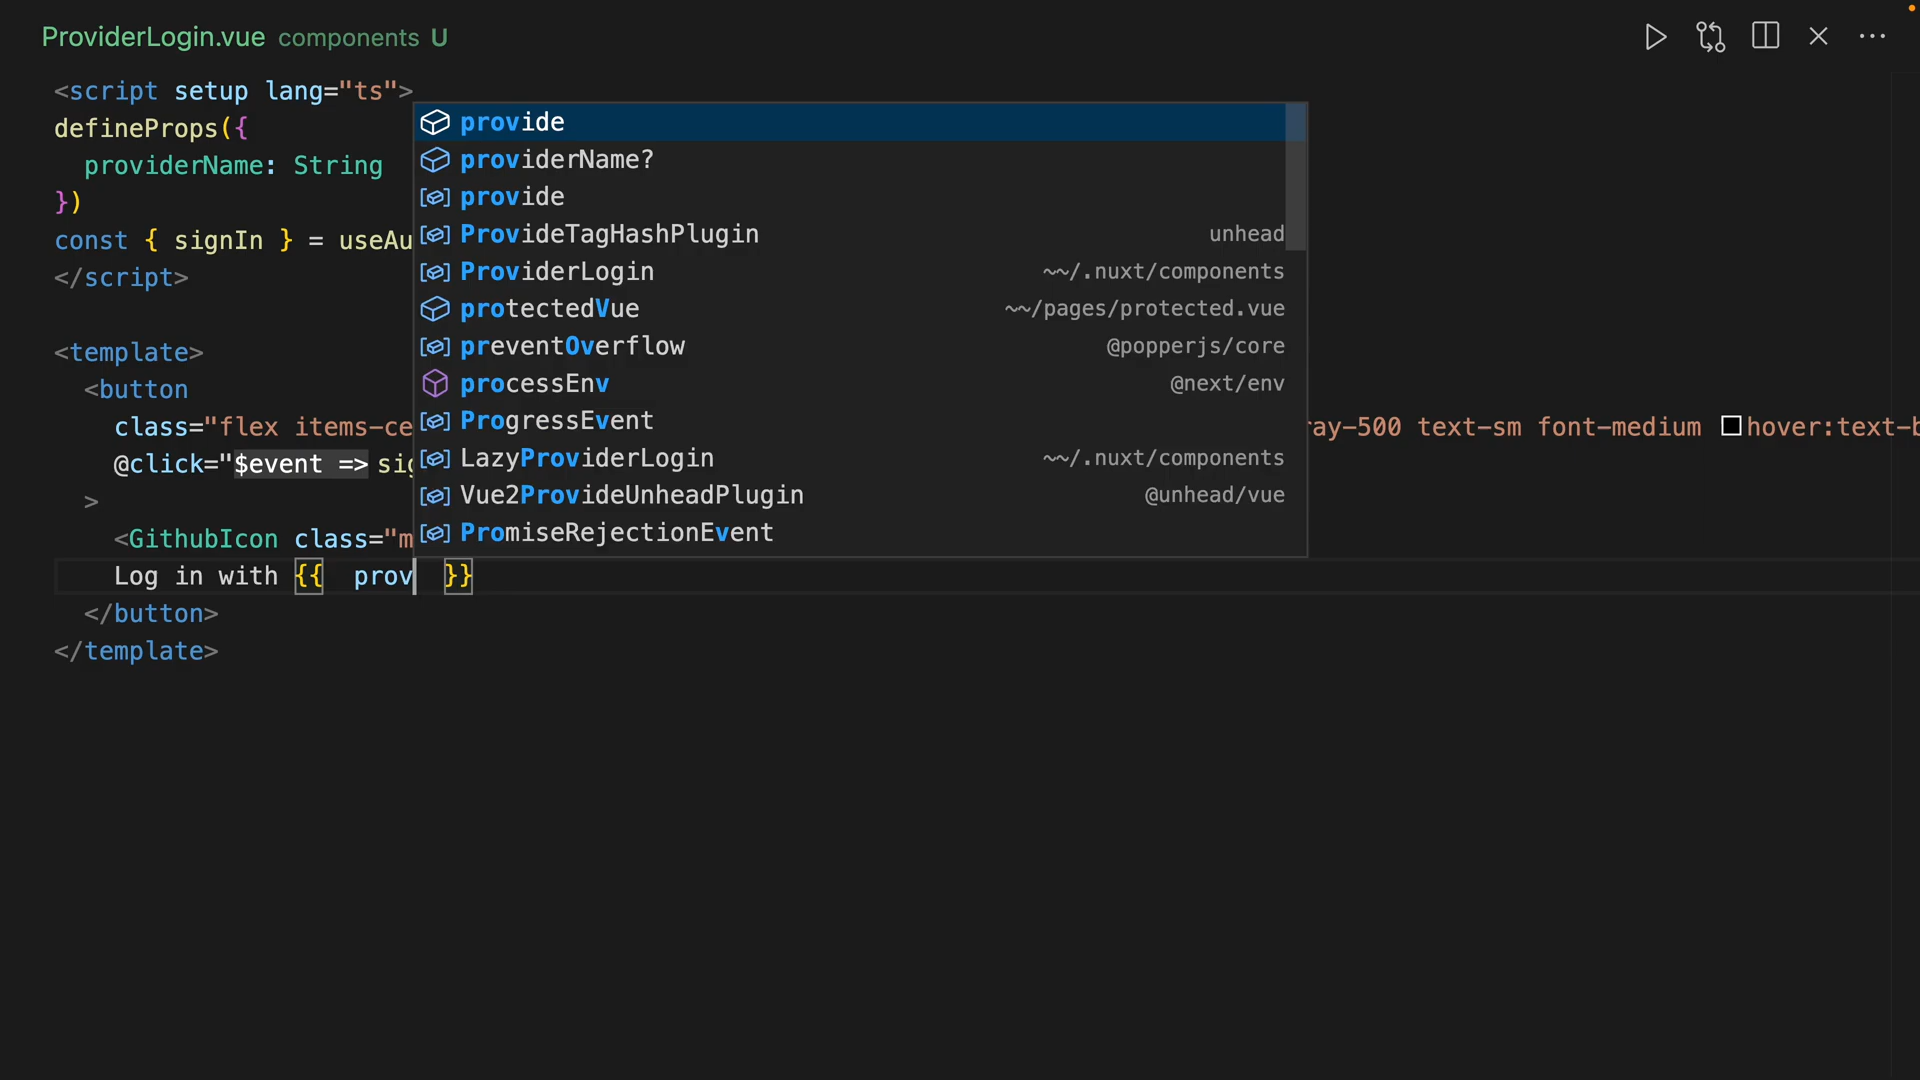 ProviderLogin.vue components U
<script setup lang="ts">
defineProps({
providerName: String
})
const { signIn } = useAu
</script>
<template>
<button
class="flex items-ce
ay-500 text-sm font-medium hover:text-b
@click="$event => sig
>
<GithubIcon class="m
Log in with {{ prov }}
</button>
</template>
provide
providerName?
provide
ProvideTagHashPlugin unhead
ProviderLogin ~~/.nuxt/components
protectedVue ~~/pages/protected.vue
preventOverflow @popperjs/core
processEnv @next/env
ProgressEvent
LazyProviderLogin ~~/.nuxt/components
Vue2ProvideUnheadPlugin @unhead/vue
PromiseRejectionEvent